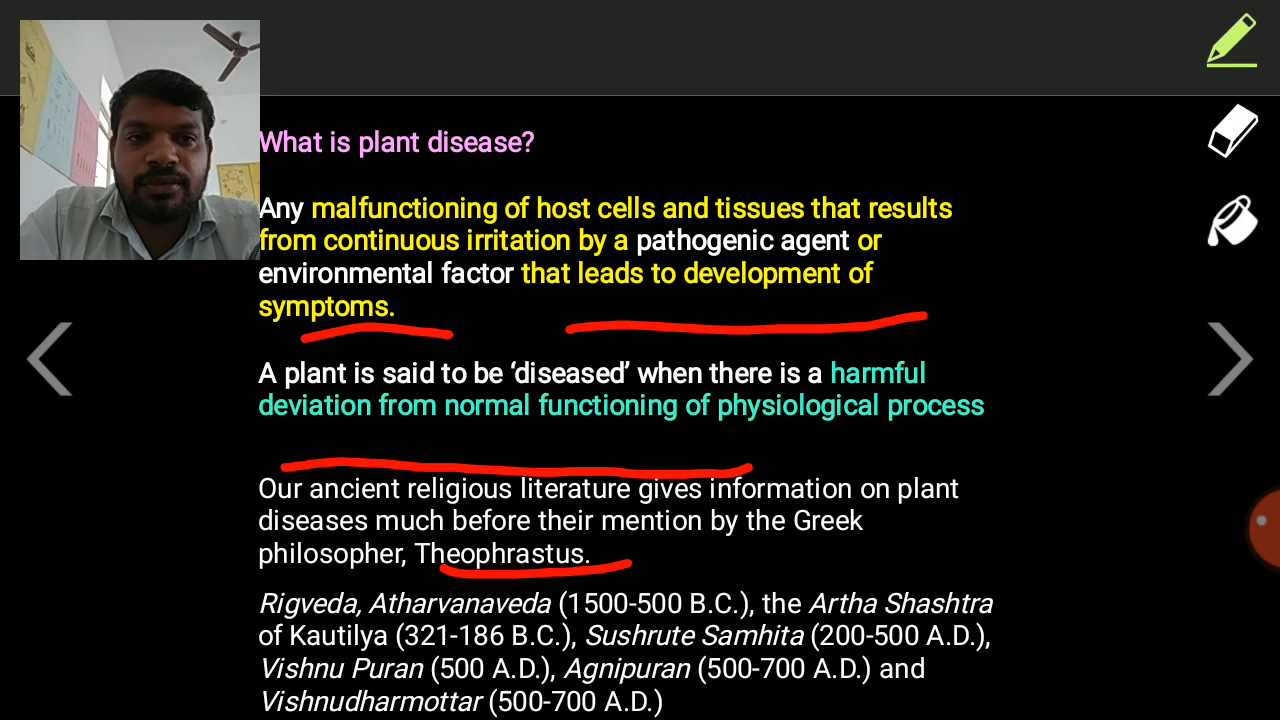 What is plant disease?
Any malfunctioning of host cells and tissues that results
from continuous irritation by a pathogenic agent or
environmental factor that leads to development of
symptoms.
A plant is said to be ‘diseased’ when there is a harmful
deviation from normal functioning of physiological process
Our ancient religious literature gives information on plant
diseases much before their mention by the Greek
philosopher, Theophrastus.
Rigveda, Atharvanaveda (1500-500 B.C.), the Artha Shashtra
of Kautilya (321-186 B.C.), Sushrute Samhita (200-500 A.D.),
Vishnu Puran (500 A.D.), Agnipuran (500-700 A.D.) and
Vishnudharmottar (500-700 A.D.)